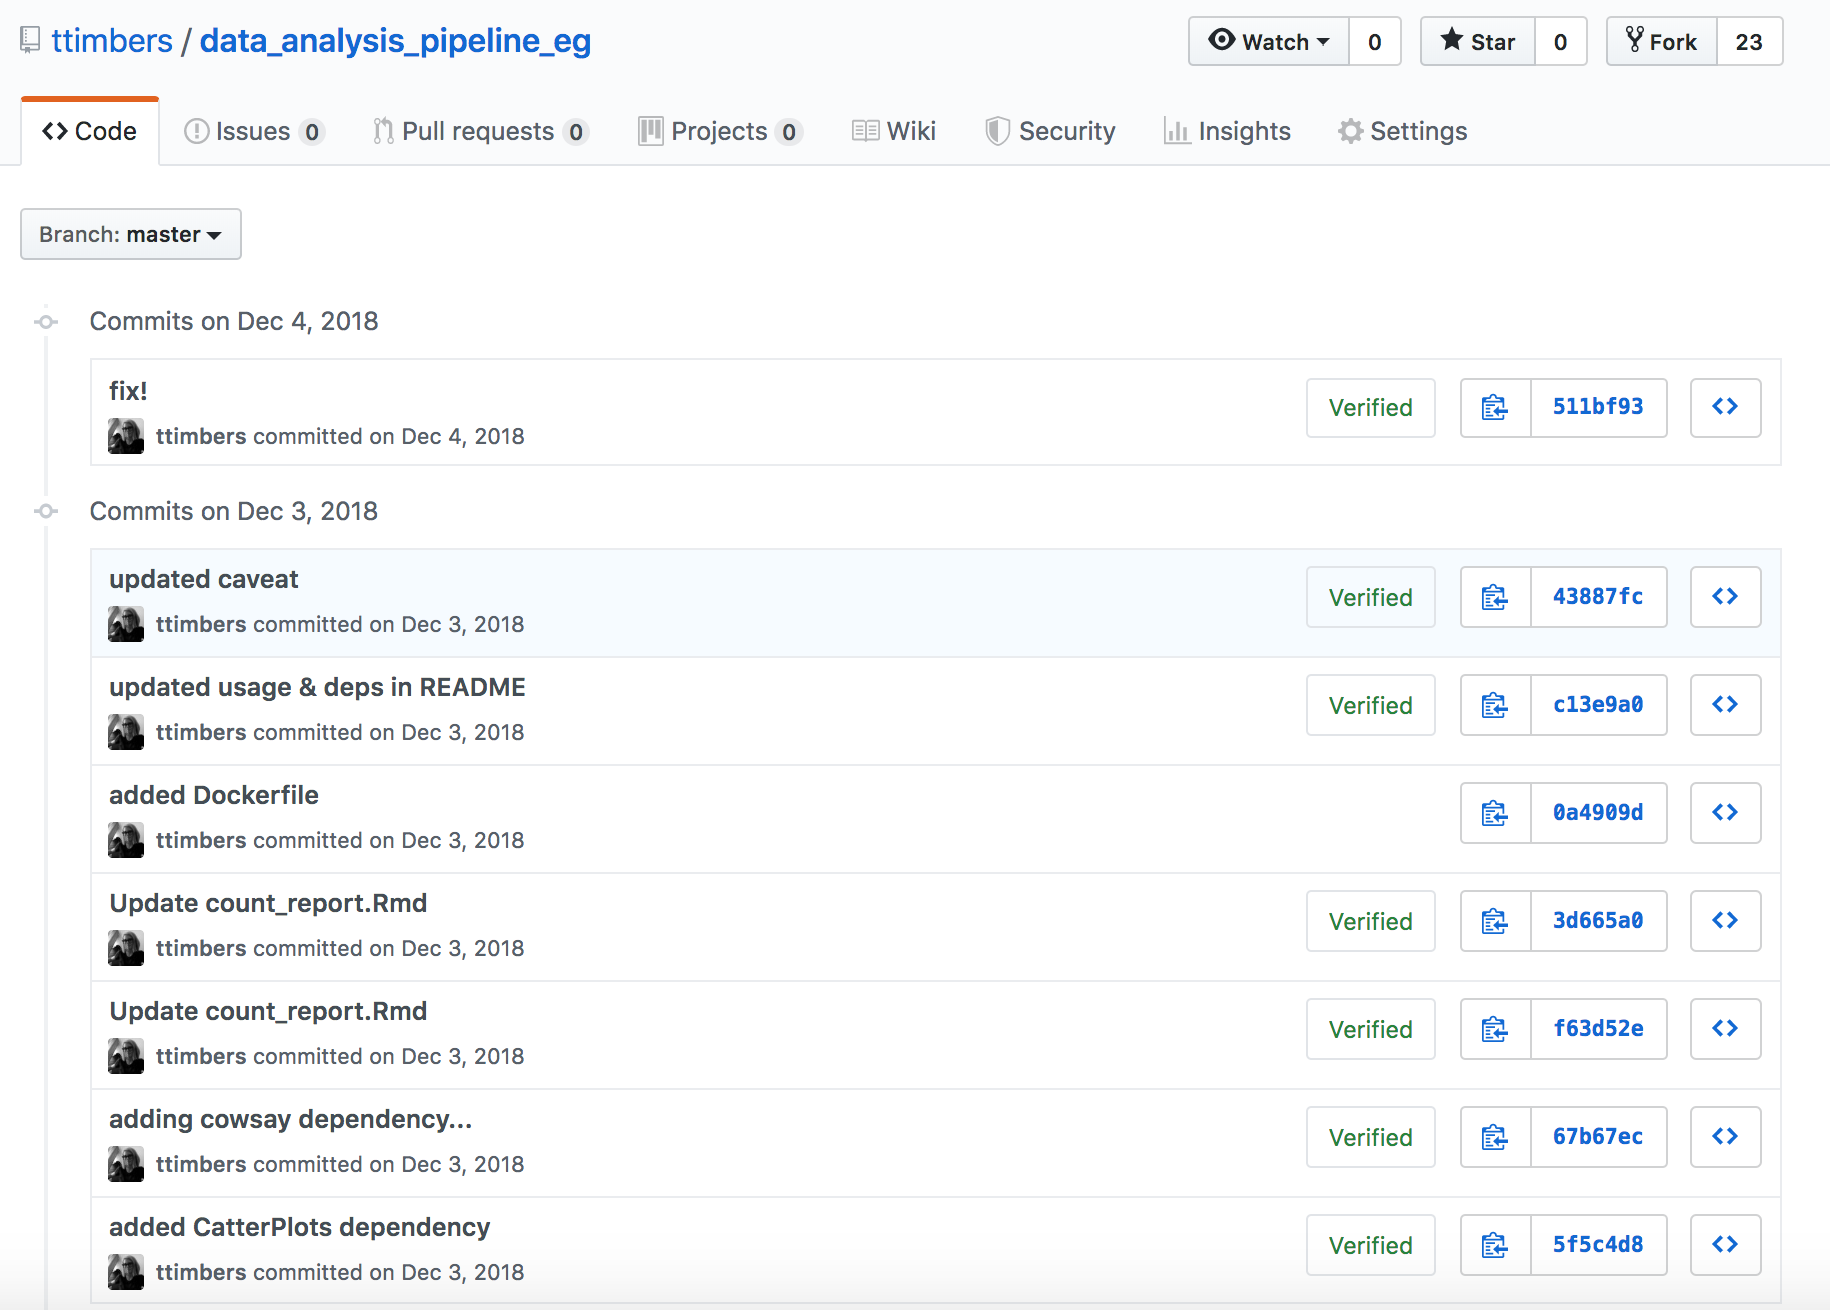 ttimbers / data_analysis_pipeline_eg Watch 0 Star 0 Fork 23
Code Issues 0 Pull requests 0 Projects 0 Wiki Security Insights Settings
Branch: master
Commits on Dec 4, 2018
fix!
ttimbers committed on Dec 4, 2018 Verified 511bf93
Commits on Dec 3, 2018
updated caveat
ttimbers committed on Dec 3, 2018 Verified 43887fc
updated usage & deps in README
ttimbers committed on Dec 3, 2018 Verified c13e9a0
added Dockerfile
ttimbers committed on Dec 3, 2018 0a4909d
Update count_report.Rmd
ttimbers committed on Dec 3, 2018 Verified 3d665a0
Update count_report.Rmd
ttimbers committed on Dec 3, 2018 Verified f63d52e
adding cowsay dependency...
ttimbers committed on Dec 3, 2018 Verified 67b67ec
added CatterPlots dependency
ttimbers committed on Dec 3, 2018 Verified 5f5c4d8